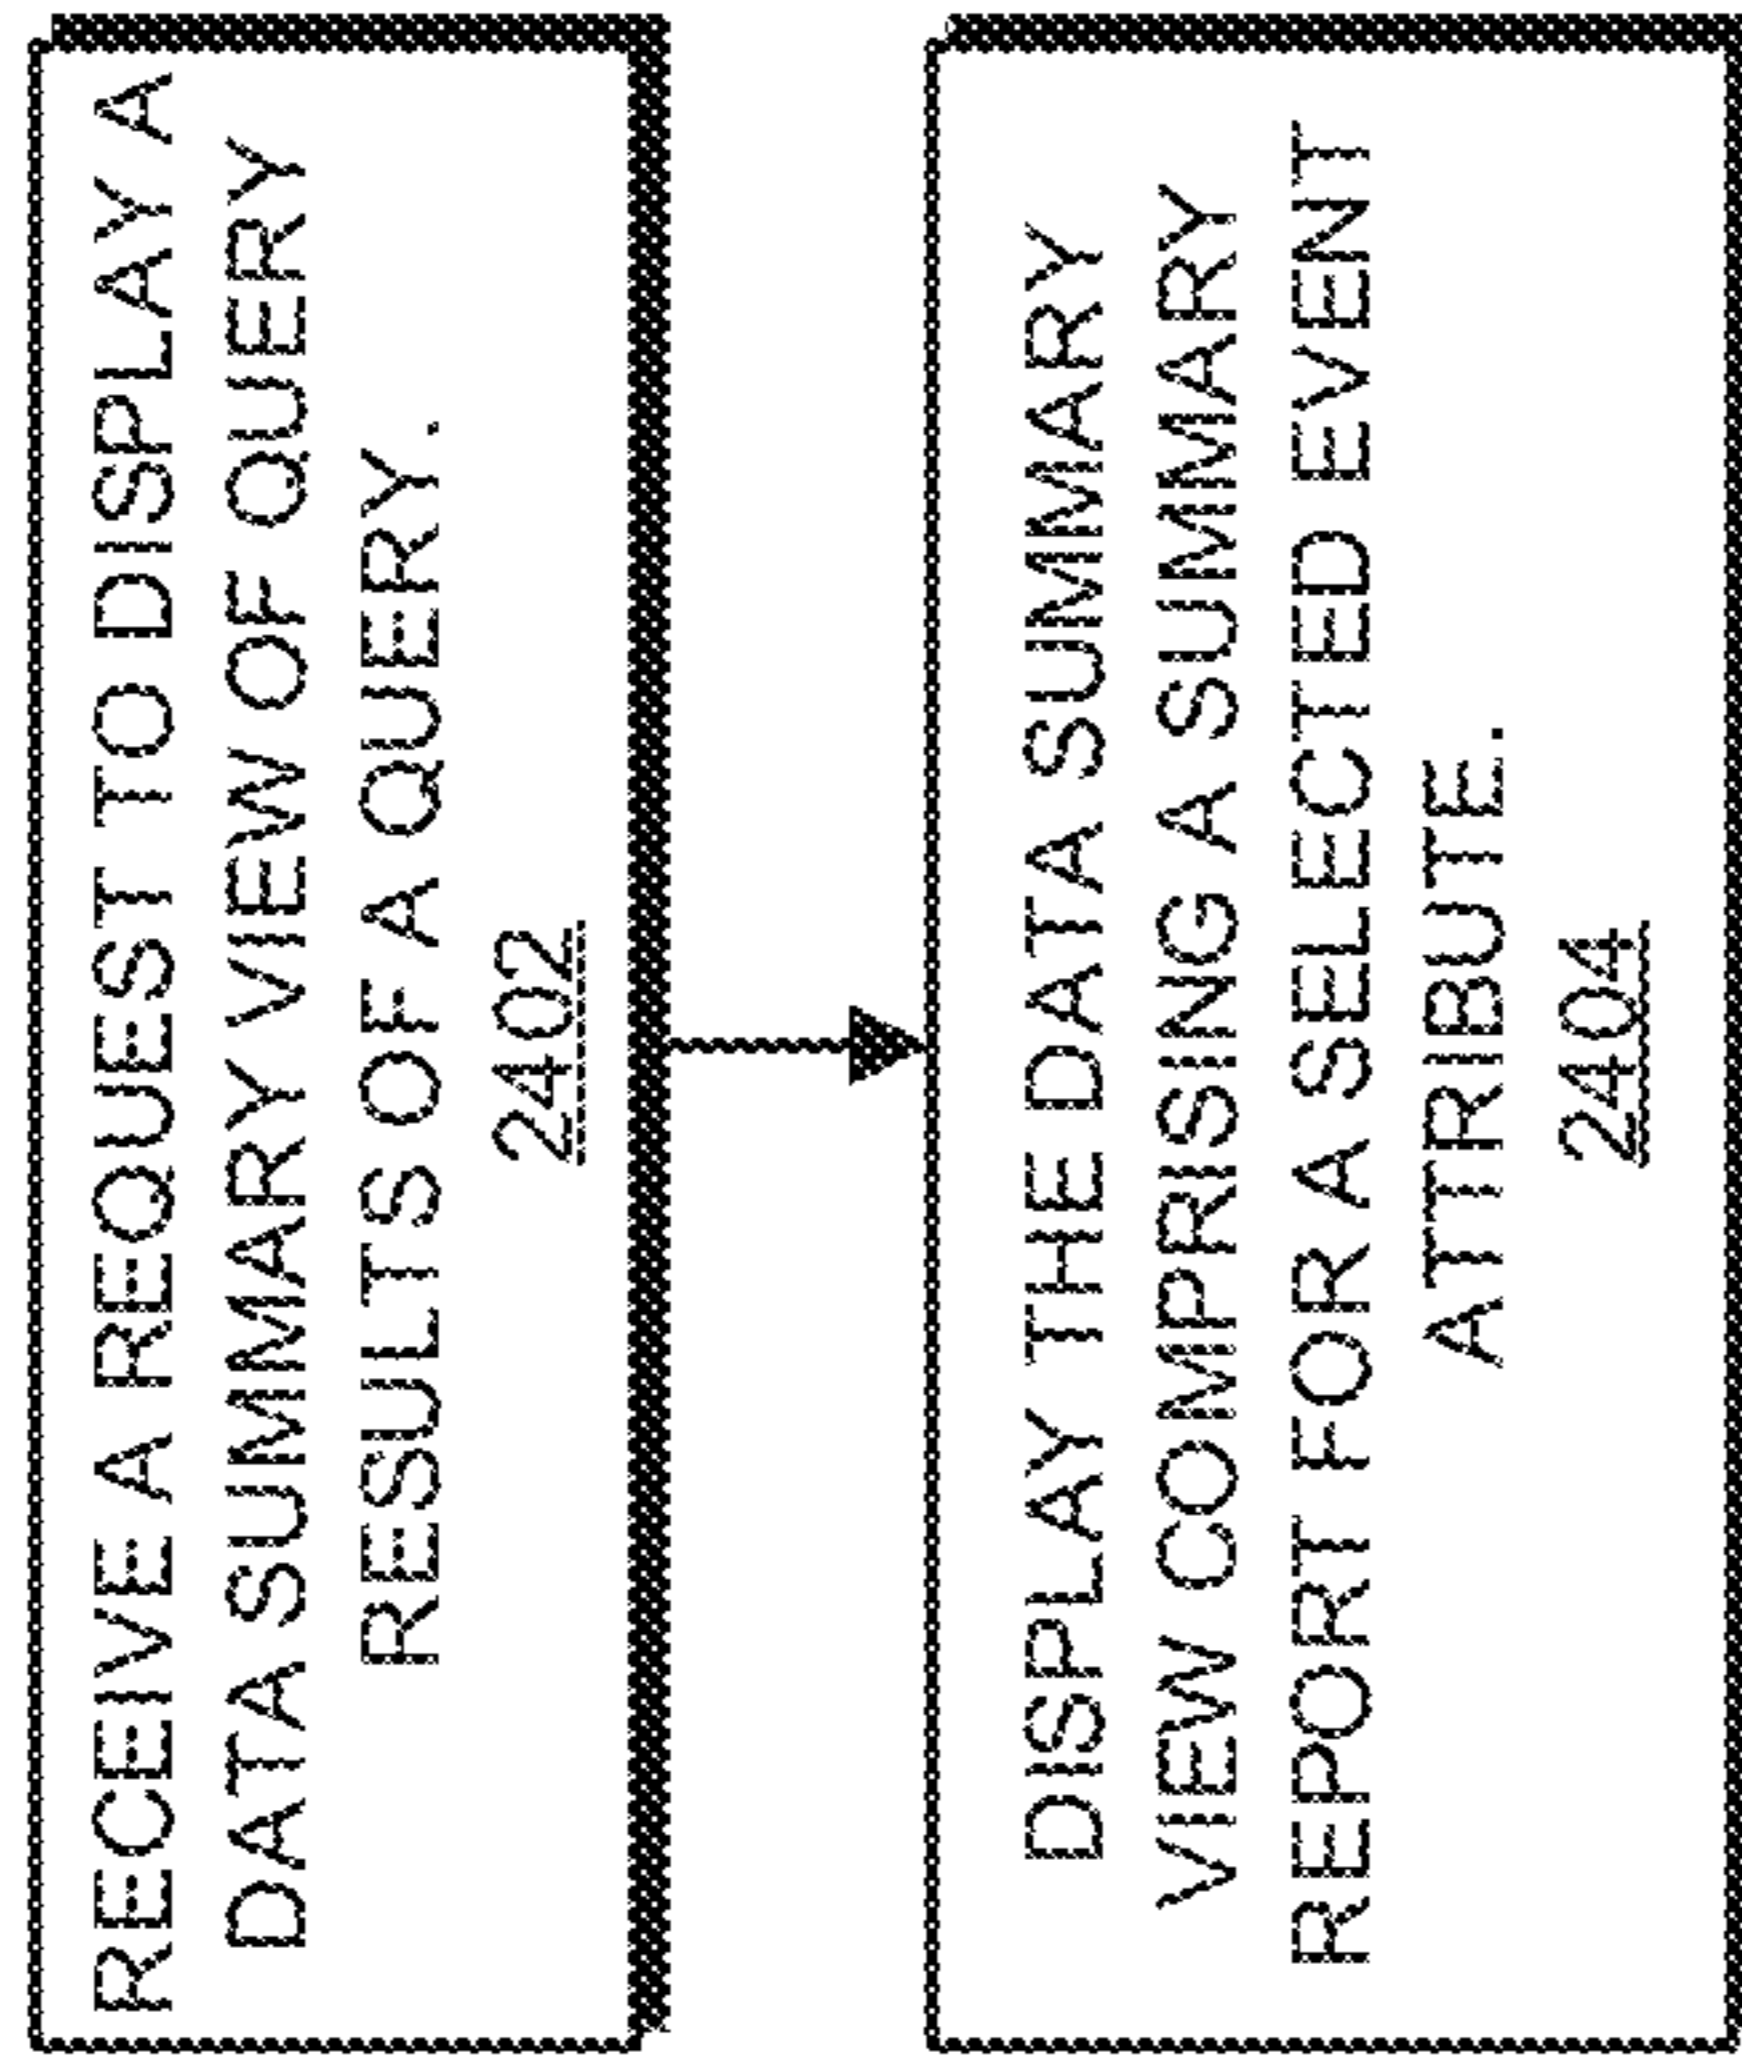 RECEIVE A REQUEST TO DISPLAY A
DATA SUMMARY VIEW OF QUERY
RESULTS OF A QUERY.
2402
DISPLAY THE DATA SUMMARY
VIEW COMPRISING A SUMMARY
REPORT FOR A SELECTED EVENT
ATTRIBUTE.
2404